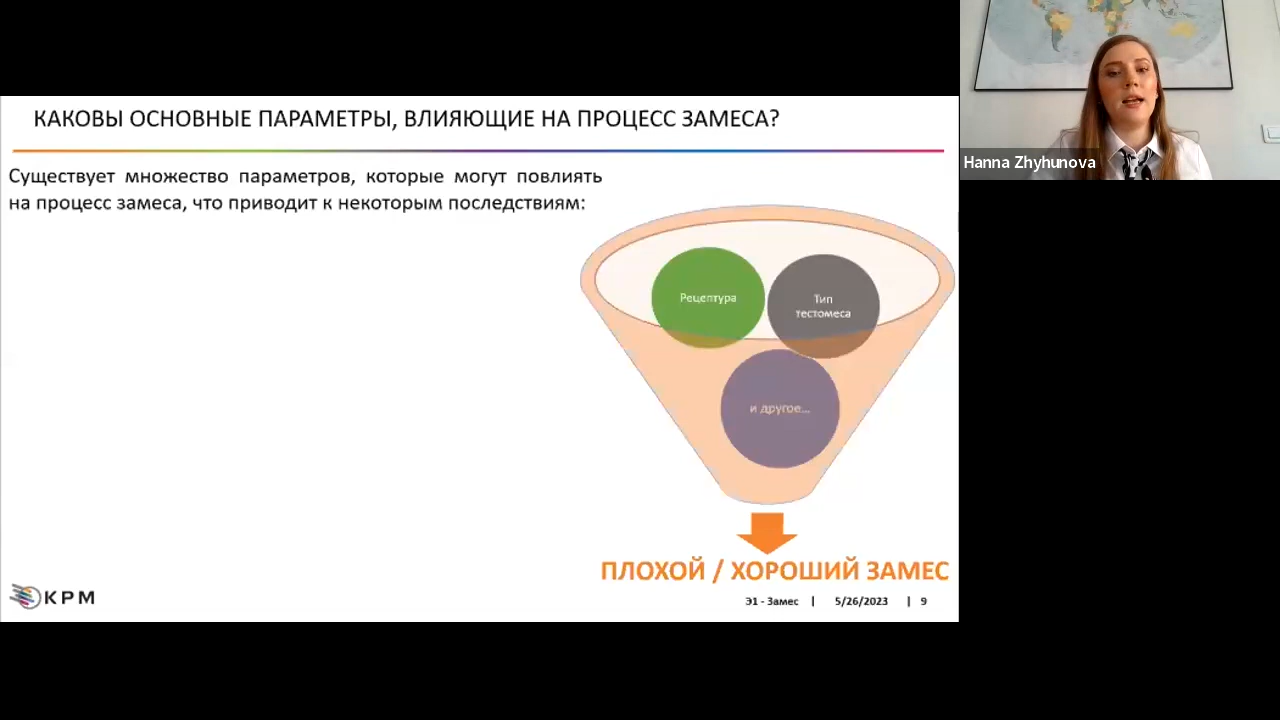 КАКОВЫ ОСНОВНЫЕ ПАРАМЕТРЫ, ВЛИЯЮЩИЕ НА ПРОЦЕСС ЗАМЕСА?
Hanna Zhyhunova
Существует множество параметров, которые могут повлиять
на процесс замеса, что приводит к некоторым последствиям:
Рецептура
Тип
тестомеса
и другое...
ПЛОХОЙ / ХОРОШИЙ ЗАМЕС
КРМ
Э1 - Замес | 5/26/2023 | 9